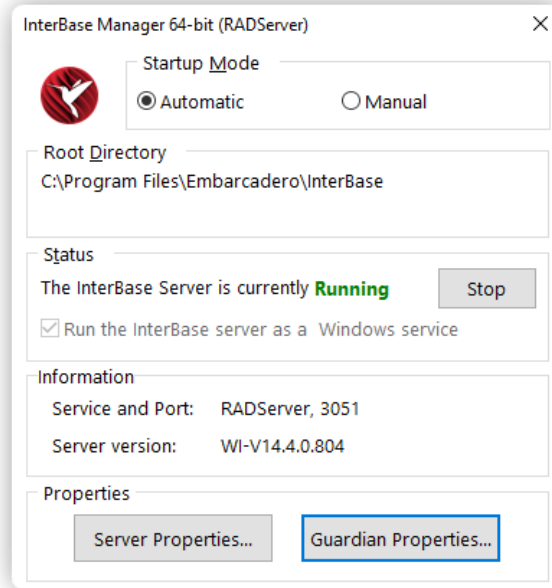 InterBase Manager 64-bit (RADServer)
Startup Mode
Automatic Manual
Root Directory
C:\Program Files\Embarcadero\InterBase
Status
The InterBase Server is currently Running Stop
Run the InterBase server as a Windows service
Information
Service and Port: RADServer, 3051
Server version: WI-V14.4.0.804
Properties
Server Properties... Guardian Properties...